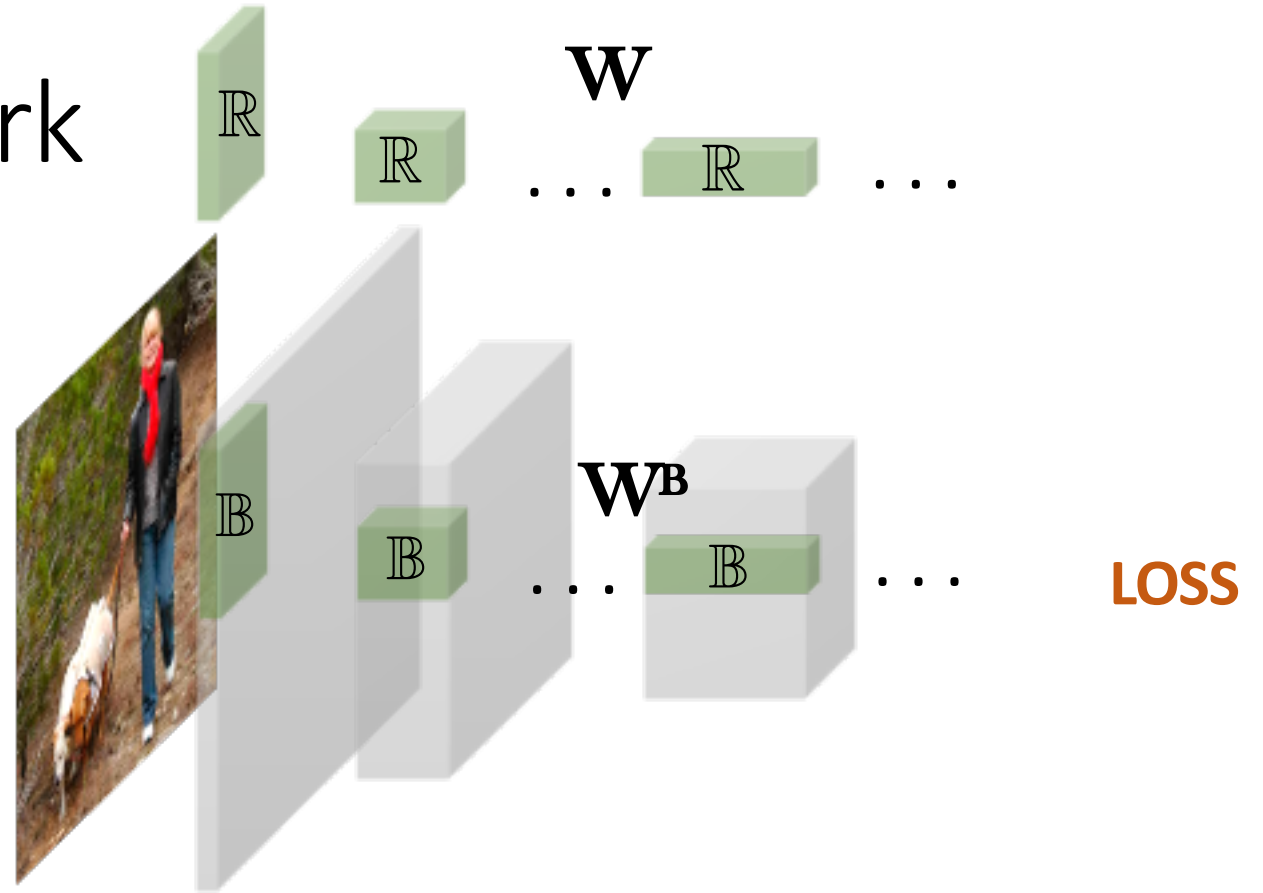 rk
W
ℝ
ℝ
. . .
ℝ
. . .
Wᴮ
𝔹
𝔹
. . .
𝔹
. . .
LOSS